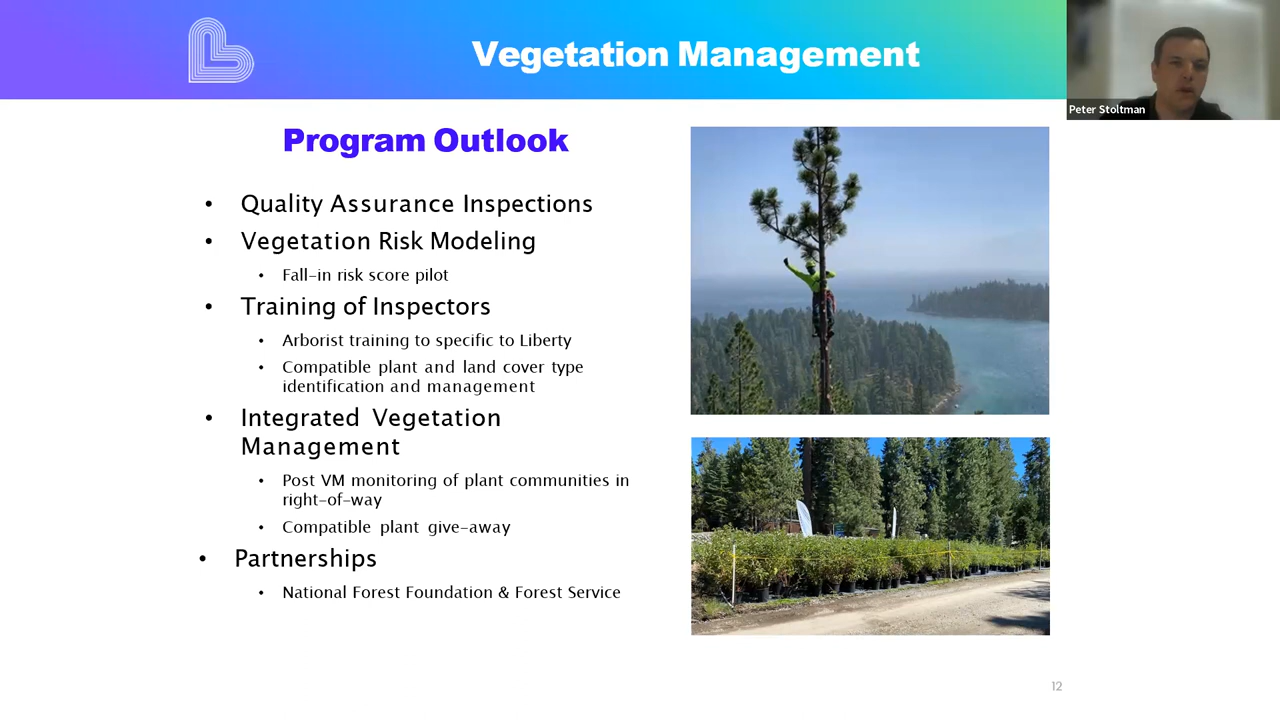 Vegetation Management
Peter Stoltman
Program Outlook
• Quality Assurance Inspections
• Vegetation Risk Modeling
• Fall-in risk score pilot
• Training of Inspectors
• Arborist training to specific to Liberty
• Compatible plant and land cover type
identification and management
• Integrated Vegetation
Management
• Post VM monitoring of plant communities in
right-of-way
• Compatible plant give-away
• Partnerships
• National Forest Foundation & Forest Service
12